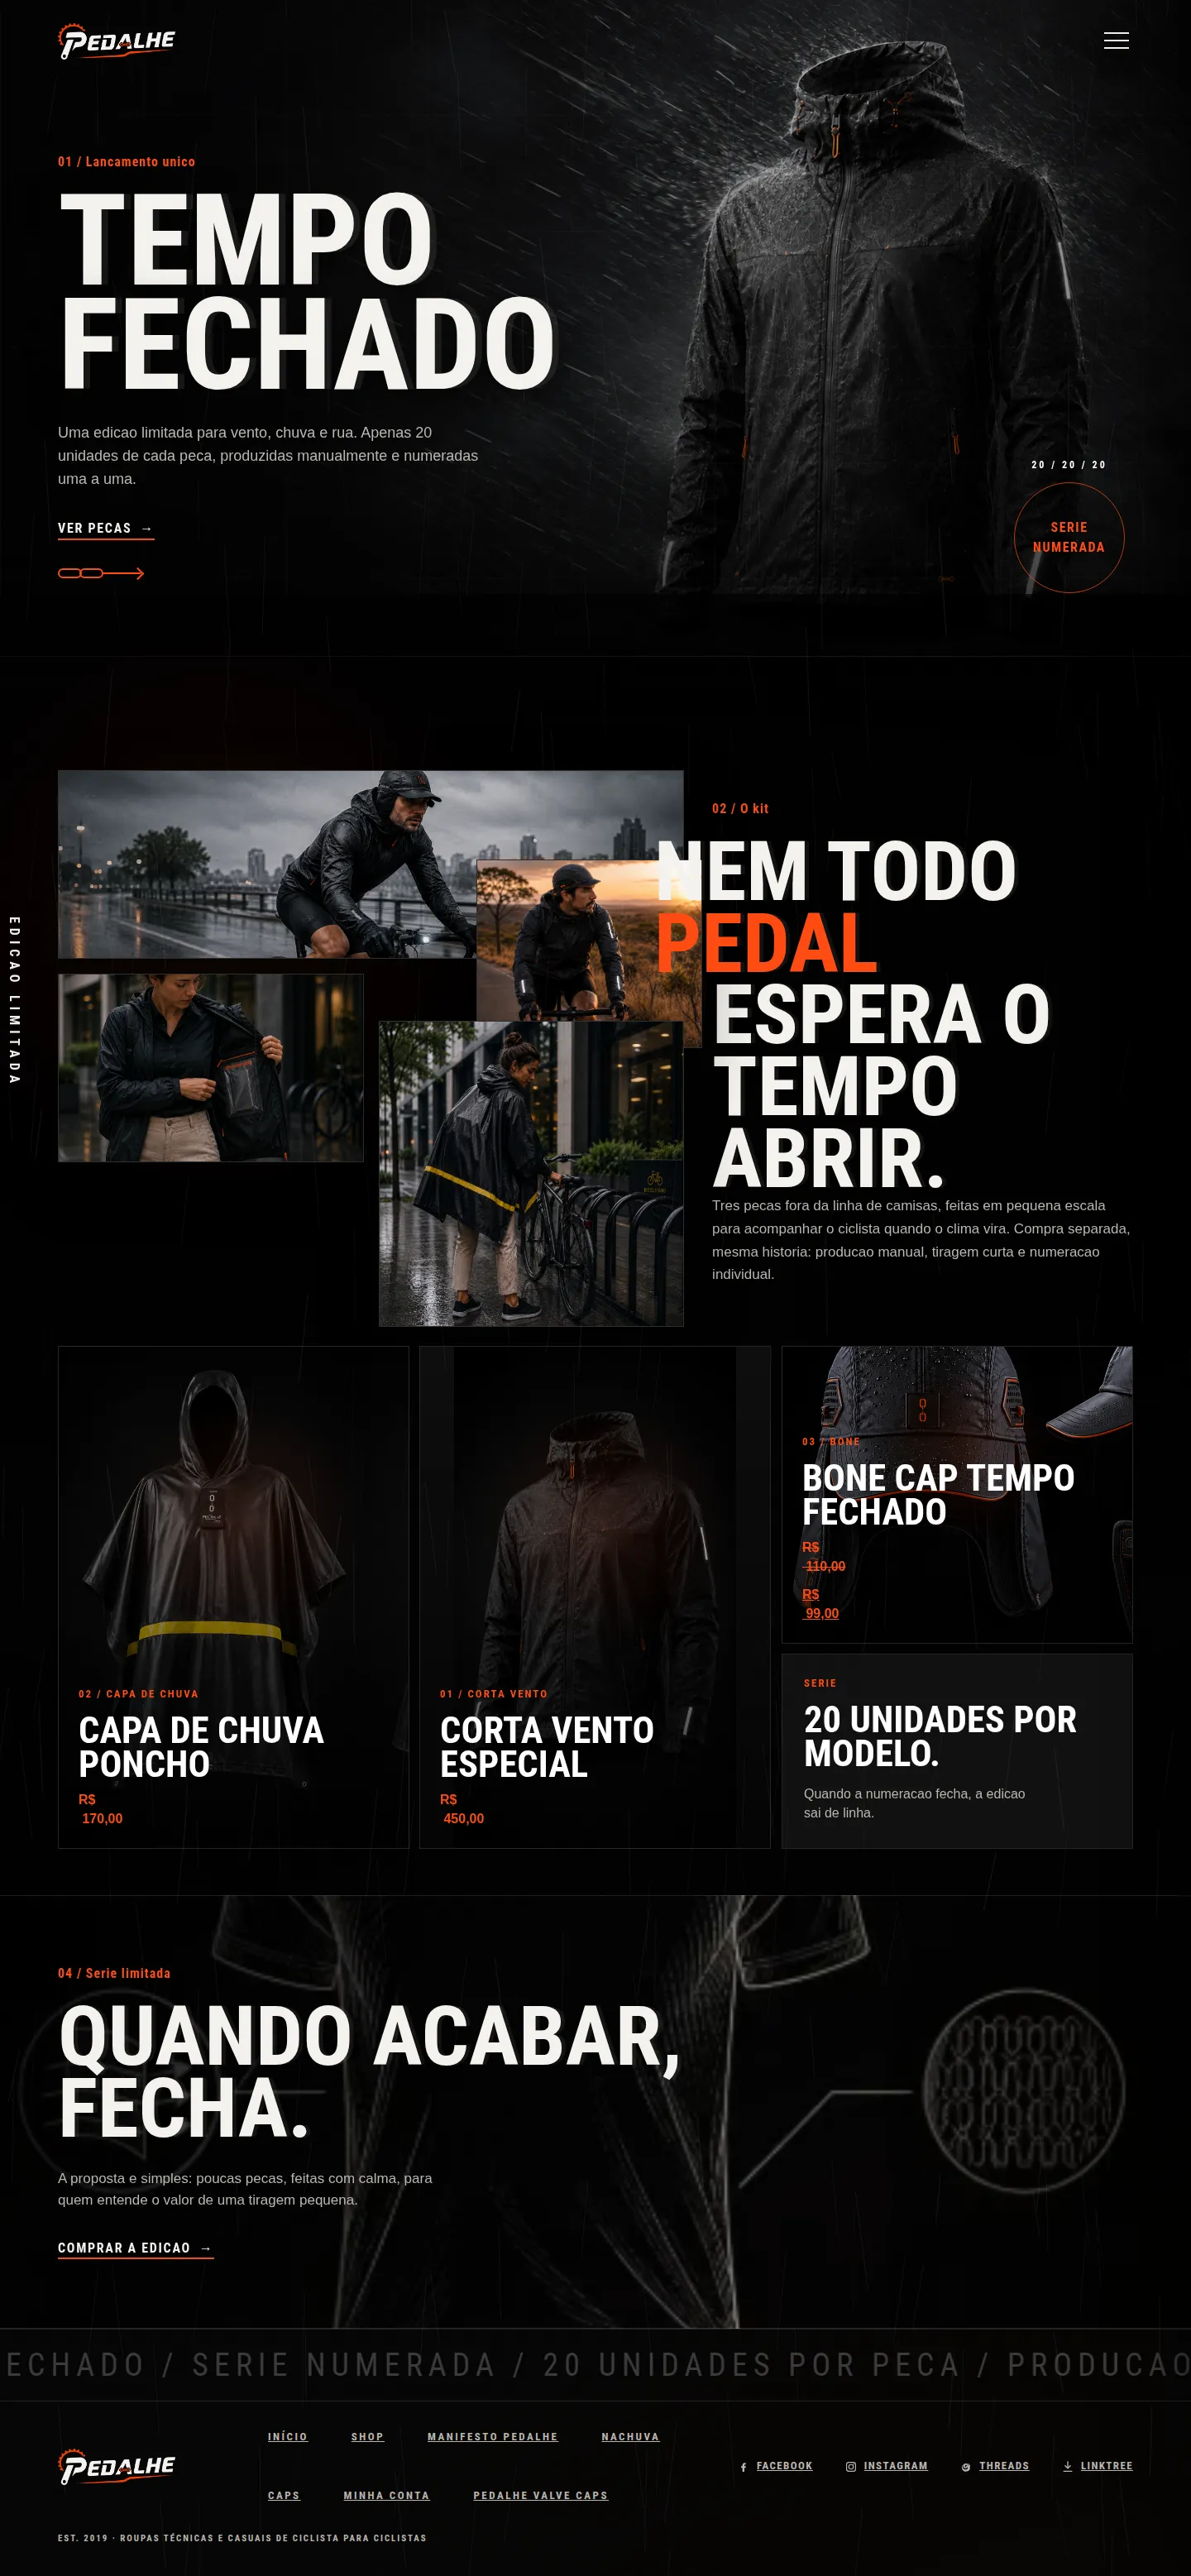 PEDALHE
01 / Lancamento unico
TEMPO
FECHADO
Uma edicao limitada para vento, chuva e rua. Apenas 20
unidades de cada peca, produzidas manualmente e numeradas
uma a uma.
VER PECAS →
20 / 20 / 20
SERIE
NUMERADA
EDICAO LIMITADA
02 / O kit
NEM TODO
PEDAL
ESPERA O
TEMPO
ABRIR.
Tres pecas fora da linha de camisas, feitas em pequena escala
para acompanhar o ciclista quando o clima vira. Compra separada,
mesma historia: producao manual, tiragem curta e numeracao
individual.
02 / CAPA DE CHUVA
CAPA DE CHUVA
PONCHO
R$
170,00
01 / CORTA VENTO
CORTA VENTO
ESPECIAL
R$
450,00
03 / BONE
BONE CAP TEMPO
FECHADO
R$
110,00
R$
99,00
SERIE
20 UNIDADES POR
MODELO.
Quando a numeracao fecha, a edicao
sai de linha.
04 / Serie limitada
QUANDO ACABAR,
FECHA.
A proposta e simples: poucas pecas, feitas com calma, para
quem entende o valor de uma tiragem pequena.
COMPRAR A EDICAO →
ECHADO / SERIE NUMERADA / 20 UNIDADES POR PECA / PRODUCAO
PEDALHE
INÍCIO SHOP MANIFESTO PEDALHE NACHUVA
CAPS MINHA CONTA PEDALHE VALVE CAPS
FACEBOOK INSTAGRAM THREADS LINKTREE
EST. 2019 · ROUPAS TÉCNICAS E CASUAIS DE CICLISTA PARA CICLISTAS